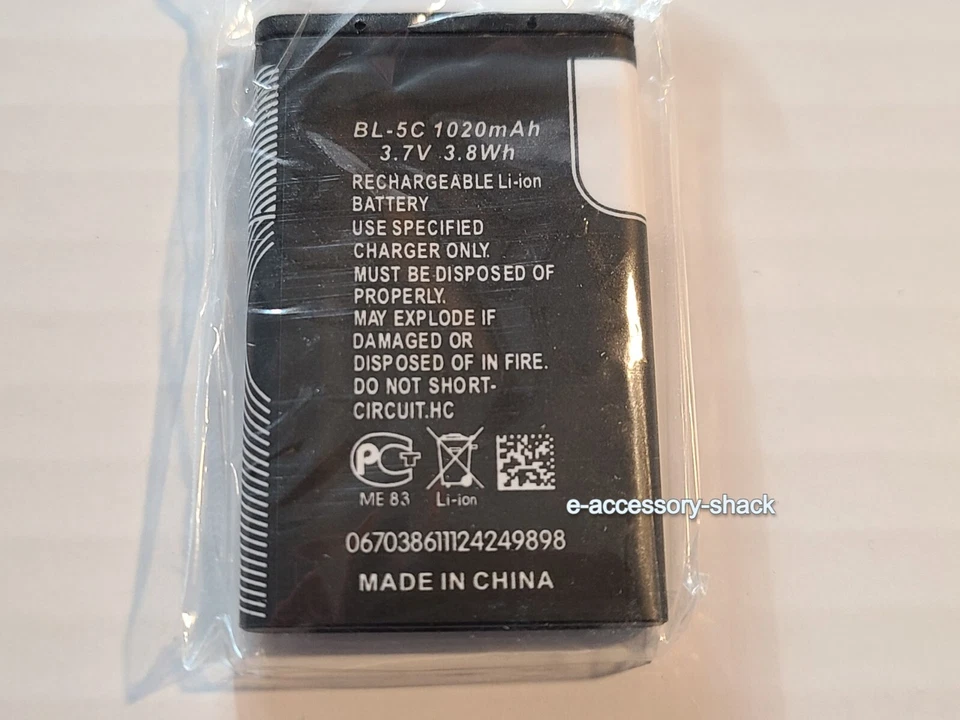 BL-5C 1020mAh
3.7V 3.8Wh
RECHARGEABLE Li-ion
BATTERY
USE SPECIFIED
CHARGER ONLY.
MUST BE DISPOSED OF
PROPERLY.
MAY EXPLODE IF
DAMAGED OR
DISPOSED OF IN FIRE.
DO NOT SHORT-
CIRCUIT.HC
PCT
ME 83 Li-ion
e-accessory-shack
067038611124249898
MADE IN CHINA